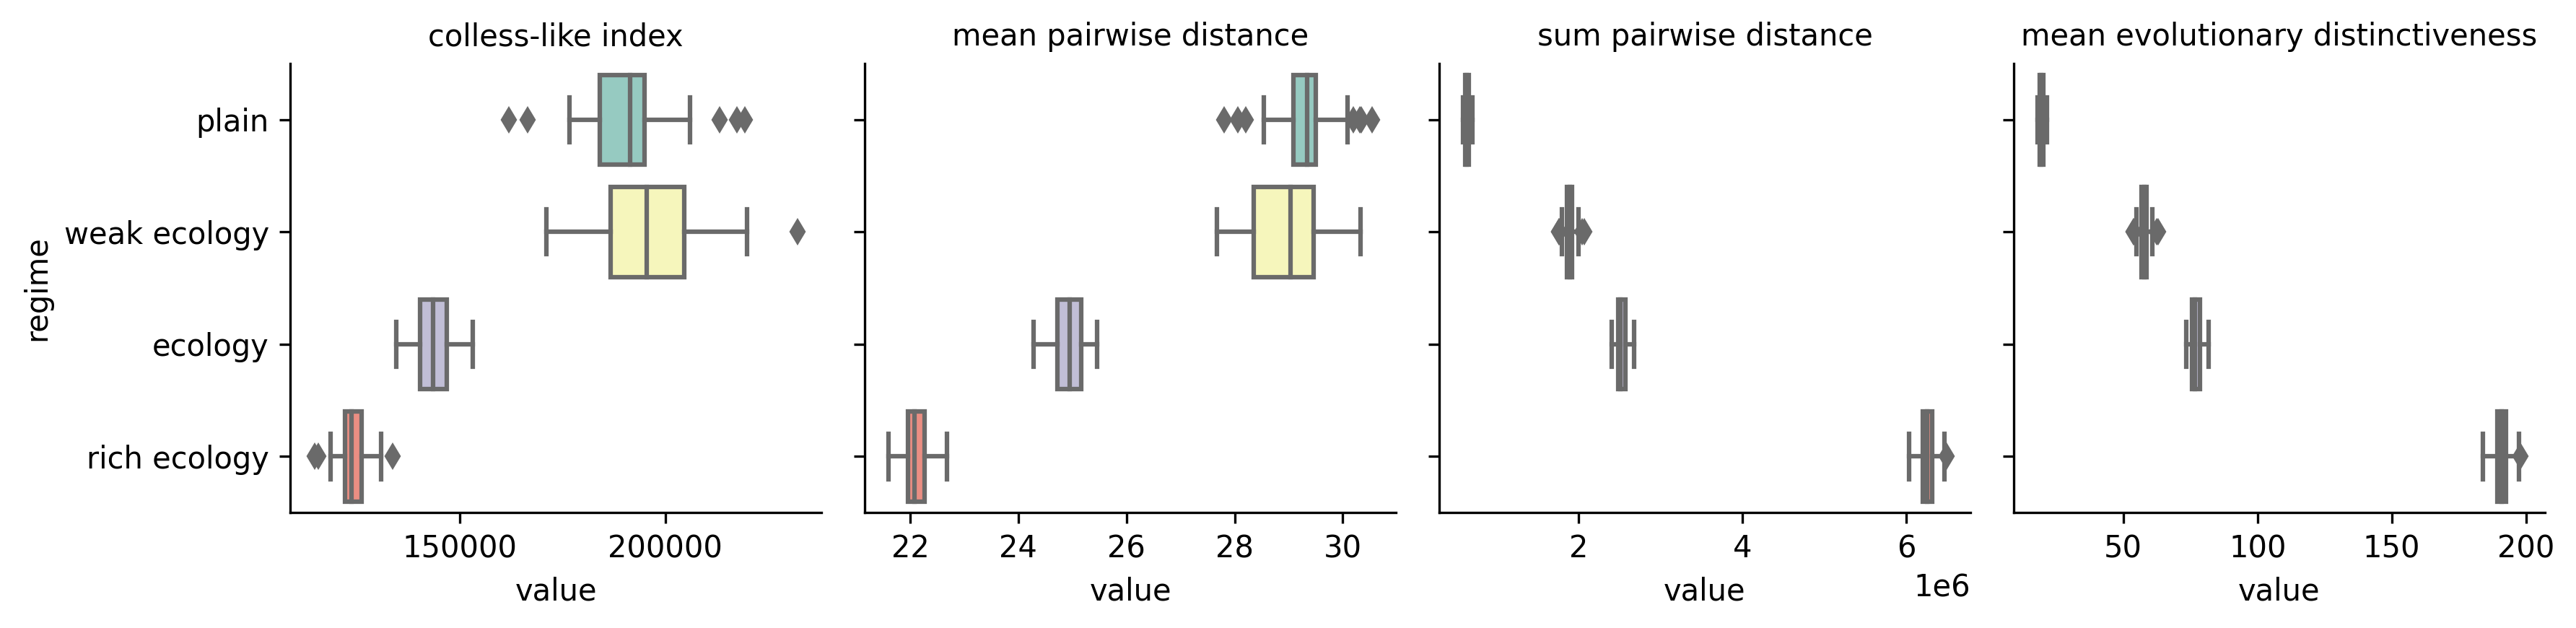 colless-like index
mean pairwise distance
sum pairwise distance
mean evolutionary distinctiveness
regime
plain
weak ecology
ecology
rich ecology
150000 200000
22 24 26 28 30
2 4 6
50 100 150 200
1e6
value
value
value
value